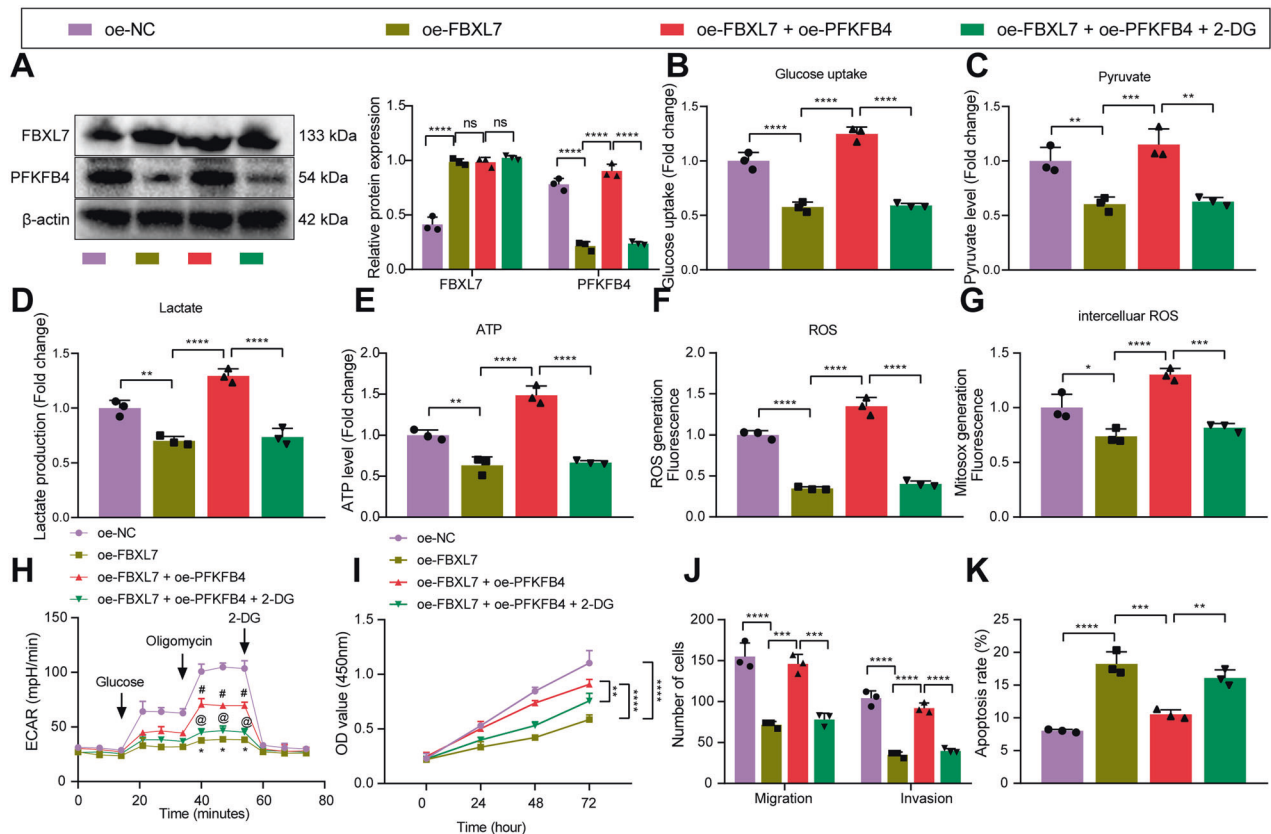 oe-NC oe-FBXL7 oe-FBXL7 + oe-PFKFB4 oe-FBXL7 + oe-PFKFB4 + 2-DG
A
FBXL7 133 kDa
PFKFB4 54 kDa
β-actin 42 kDa
Relative protein expression
1.5
1.0
0.5
0.0
**** ns ns
**** **** ****
FBXL7 PFKFB4
B
Glucose uptake
Glucose uptake (Fold change)
1.5
1.0
0.5
0.0
**** **** ****
C
Pyruvate
Pyruvate level (Fold change)
1.5
1.0
0.5
0.0
** *** **
D
Lactate
Lactate production (Fold change)
1.5
1.0
0.5
0.0
** **** ****
E
ATP
ATP level (Fold change)
2.0
1.5
1.0
0.5
0.0
** **** ****
F
ROS
ROS generation
Fluorescence
2.0
1.5
1.0
0.5
0.0
**** **** ****
G
intercelluar ROS
Mitosox generation
Fluorescence
1.5
1.0
0.5
0.0
* **** ***
H
oe-NC
oe-FBXL7
oe-FBXL7 + oe-PFKFB4
oe-FBXL7 + oe-PFKFB4 + 2-DG
ECAR (mpH/min)
150
100
50
0
Glucose
Oligomycin
2-DG
# # #
@ @ @
* * *
0 20 40 60 80
Time (minutes)
I
oe-NC
oe-FBXL7
oe-FBXL7 + oe-PFKFB4
oe-FBXL7 + oe-PFKFB4 + 2-DG
OD value (450nm)
1.5
1.0
0.5
0.0
** **** ****
0 24 48 72
Time (hour)
J
Number of cells
200
150
100
50
0
**** *** ***
**** **** ****
Migration Invasion
K
Apoptosis rate (%)
25
20
15
10
5
0
**** *** **